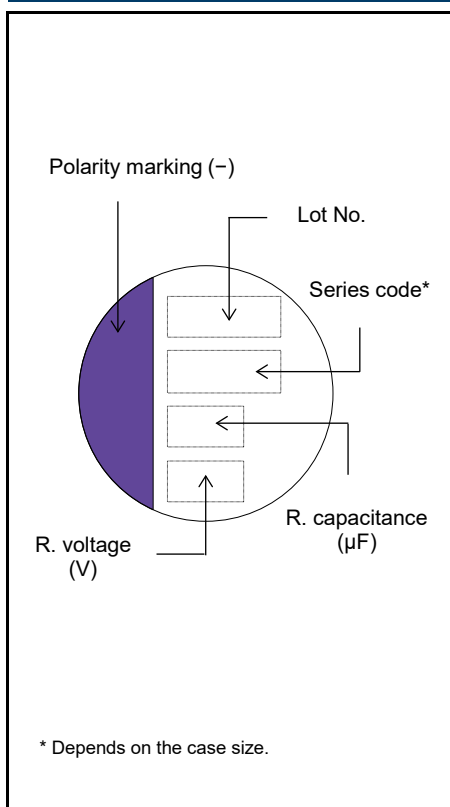 Polarity marking (−)
Lot No.
Series code*
R. capacitance
(µF)
R. voltage
(V)
* Depends on the case size.